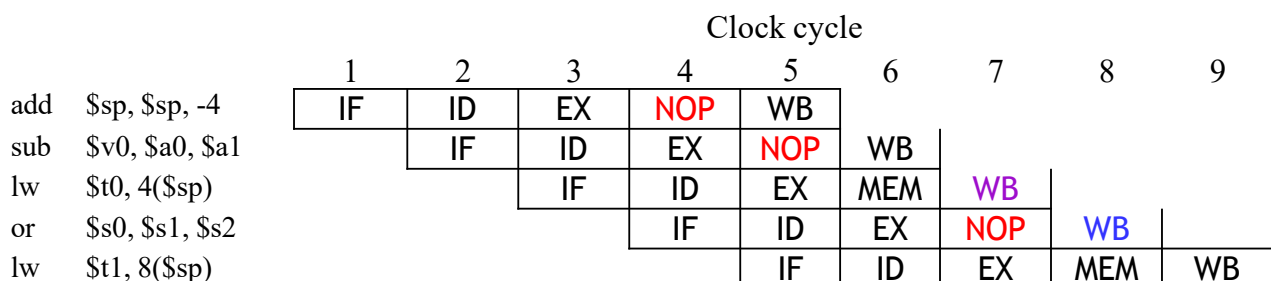 Clock cycle
1 2 3 4 5 6 7 8 9
add $sp, $sp, -4 IF ID EX NOP WB
sub $v0, $a0, $a1 IF ID EX NOP WB
lw $t0, 4($sp) IF ID EX MEM WB
or $s0, $s1, $s2 IF ID EX NOP WB
lw $t1, 8($sp) IF ID EX MEM WB